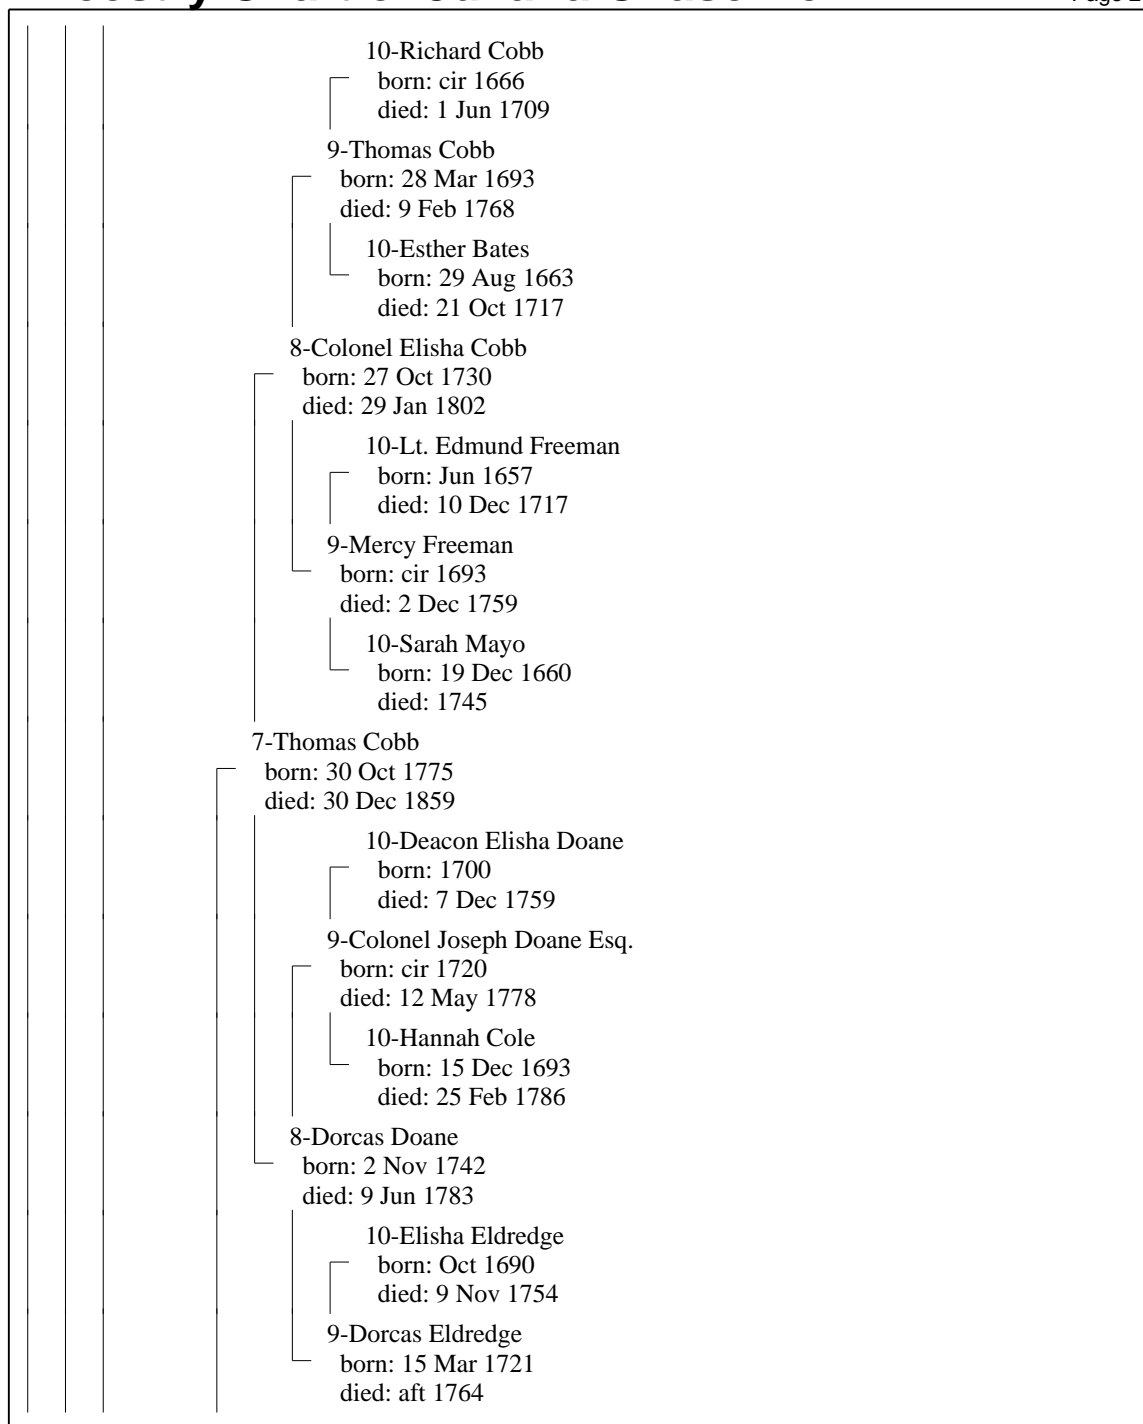 Page 2
10-Richard Cobb
born: cir 1666
died: 1 Jun 1709
9-Thomas Cobb
born: 28 Mar 1693
died: 9 Feb 1768
10-Esther Bates
born: 29 Aug 1663
died: 21 Oct 1717
8-Colonel Elisha Cobb
born: 27 Oct 1730
died: 29 Jan 1802
10-Lt. Edmund Freeman
born: Jun 1657
died: 10 Dec 1717
9-Mercy Freeman
born: cir 1693
died: 2 Dec 1759
10-Sarah Mayo
born: 19 Dec 1660
died: 1745
7-Thomas Cobb
born: 30 Oct 1775
died: 30 Dec 1859
10-Deacon Elisha Doane
born: 1700
died: 7 Dec 1759
9-Colonel Joseph Doane Esq.
born: cir 1720
died: 12 May 1778
10-Hannah Cole
born: 15 Dec 1693
died: 25 Feb 1786
8-Dorcas Doane
born: 2 Nov 1742
died: 9 Jun 1783
10-Elisha Eldredge
born: Oct 1690
died: 9 Nov 1754
9-Dorcas Eldredge
born: 15 Mar 1721
died: aft 1764